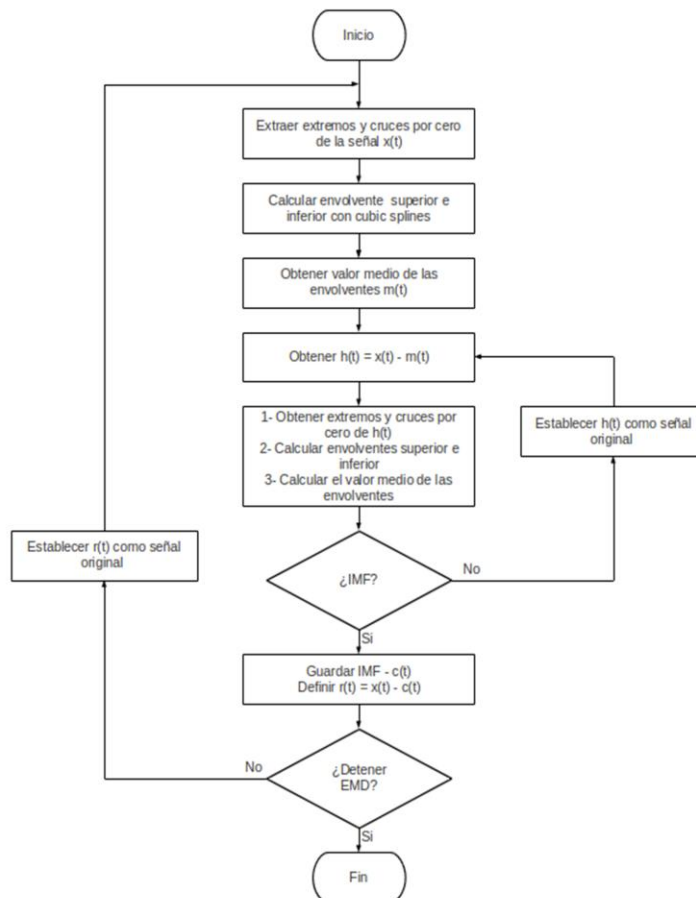 Inicio
Extraer extremos y cruces por cero
de la señal x(t)
Calcular envolvente superior e
inferior con cubic splines
Obtener valor medio de las
envolventes m(t)
Obtener h(t) = x(t) - m(t)
1- Obtener extremos y cruces por
cero de h(t)
2- Calcular envolventes superior e
inferior
3- Calcular el valor medio de las
envolventes
Establecer h(t) como señal
original
Establecer r(t) como señal
original
¿IMF?
No
Si
Guardar IMF - c(t)
Definir r(t) = x(t) - c(t)
No
¿Detener
EMD?
Si
Fin